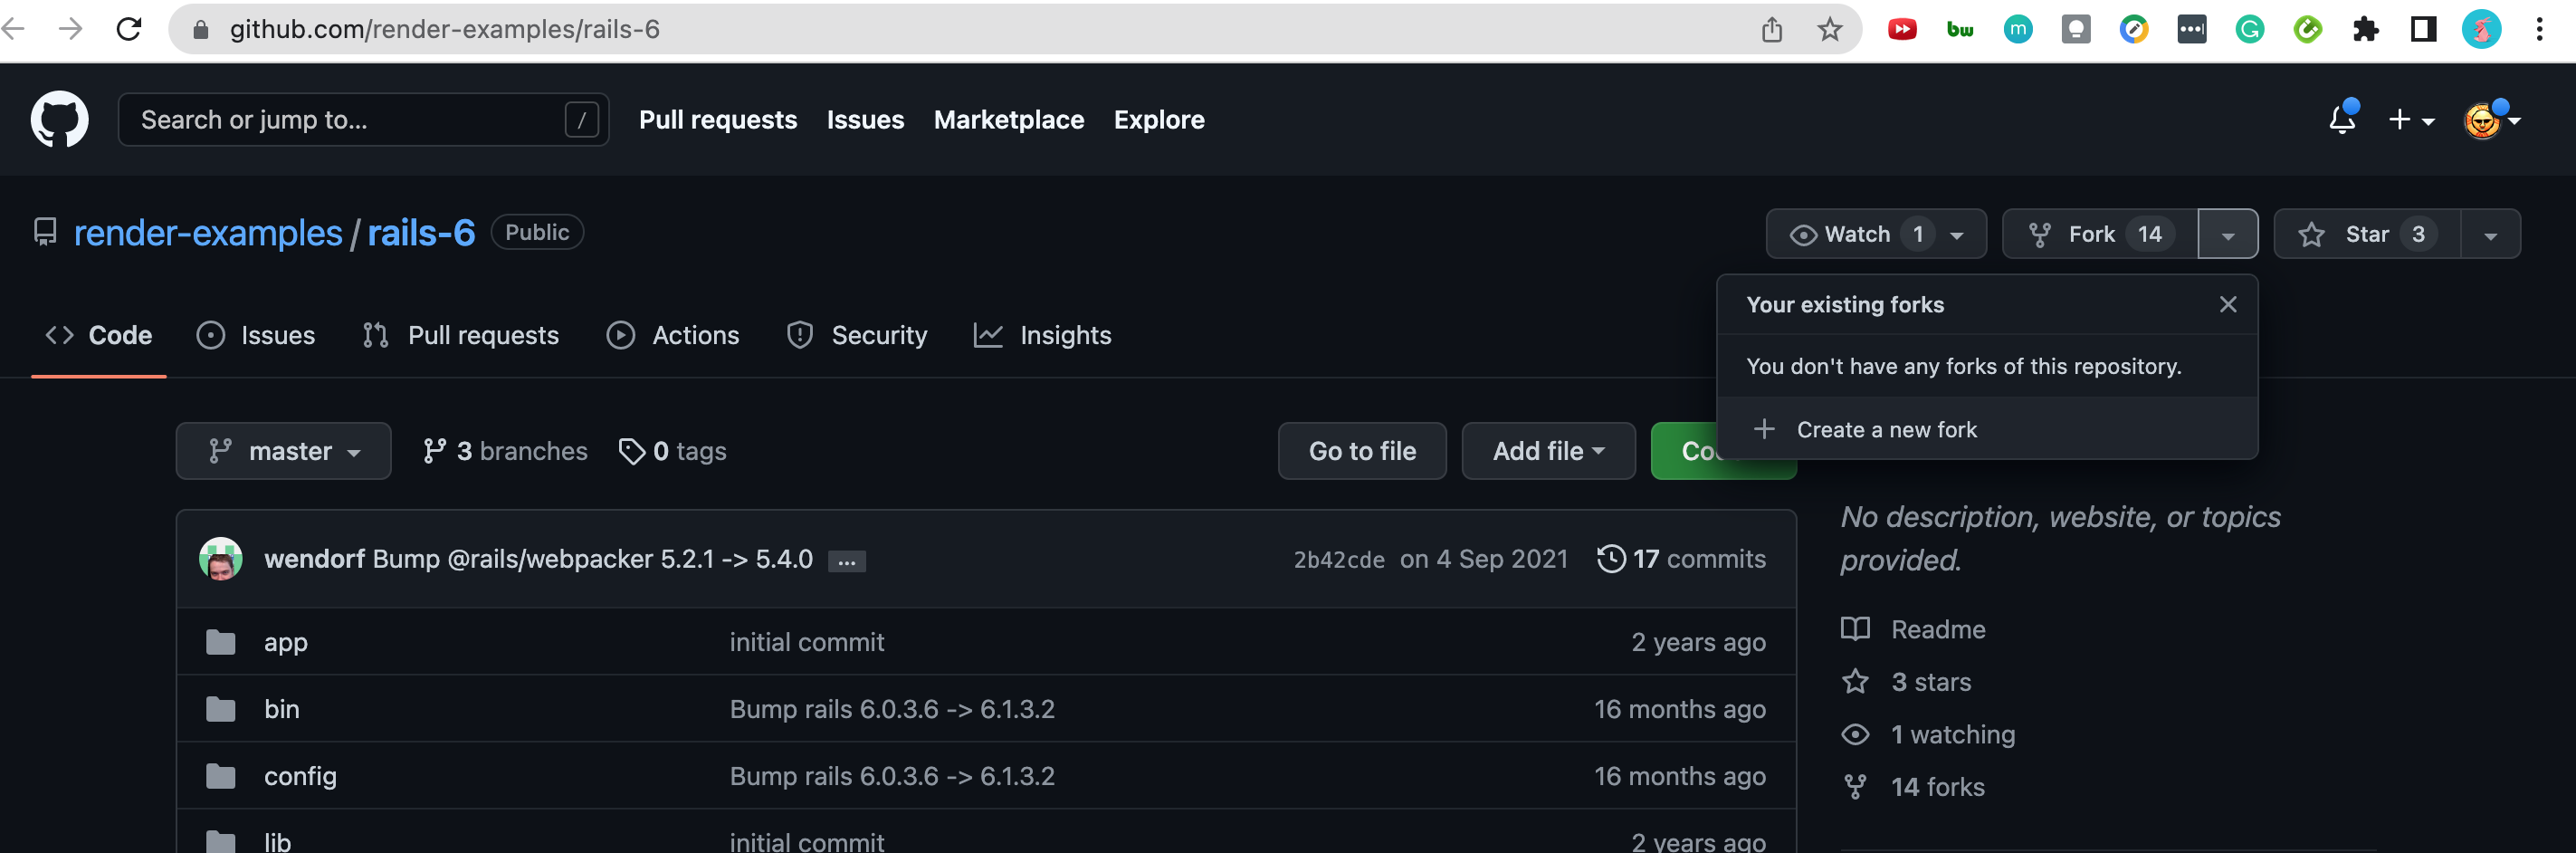 github.com/render-examples/rails-6
bw
m
G
Search or jump to... /
Pull requests Issues Marketplace Explore
render-examples / rails-6 Public
Watch 1 Fork 14 Star 3
Your existing forks
You don't have any forks of this repository.
Create a new fork
Code Issues Pull requests Actions Security Insights
master 3 branches 0 tags Go to file Add file
wendorf Bump @rails/webpacker 5.2.1 -> 5.4.0 ... 2b42cde on 4 Sep 2021 17 commits
app initial commit 2 years ago
bin Bump rails 6.0.3.6 -> 6.1.3.2 16 months ago
config Bump rails 6.0.3.6 -> 6.1.3.2 16 months ago
lib initial commit 2 years ago
No description, website, or topics
provided.
Readme
3 stars
1 watching
14 forks